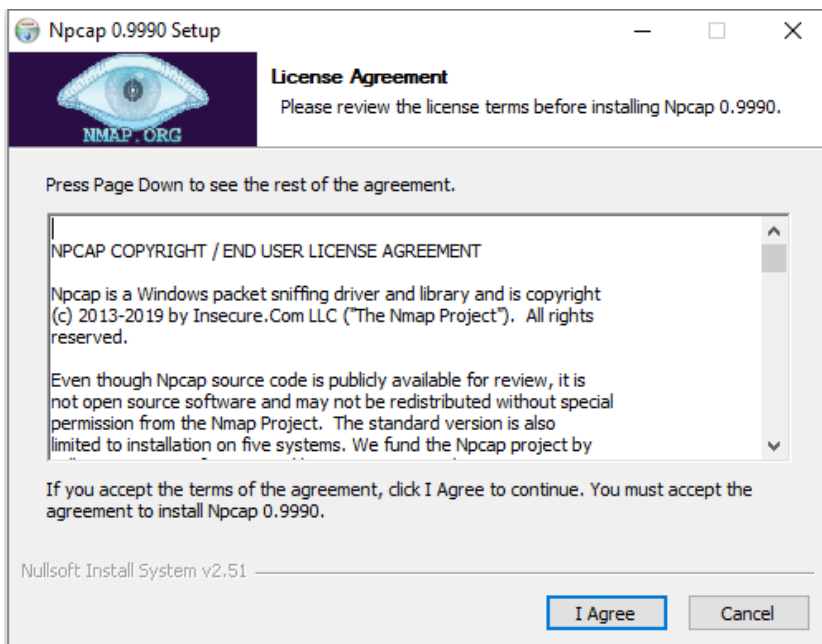 Npcap 0.9990 Setup
NMAP.ORG
License Agreement
Please review the license terms before installing Npcap 0.9990.
Press Page Down to see the rest of the agreement.
NPCAP COPYRIGHT / END USER LICENSE AGREEMENT
Npcap is a Windows packet sniffing driver and library and is copyright
(c) 2013-2019 by Insecure.Com LLC ("The Nmap Project").  All rights
reserved.
Even though Npcap source code is publicly available for review, it is
not open source software and may not be redistributed without special
permission from the Nmap Project.  The standard version is also
limited to installation on five systems. We fund the Npcap project by
If you accept the terms of the agreement, click I Agree to continue. You must accept the
agreement to install Npcap 0.9990.
Nullsoft Install System v2.51
I Agree
Cancel